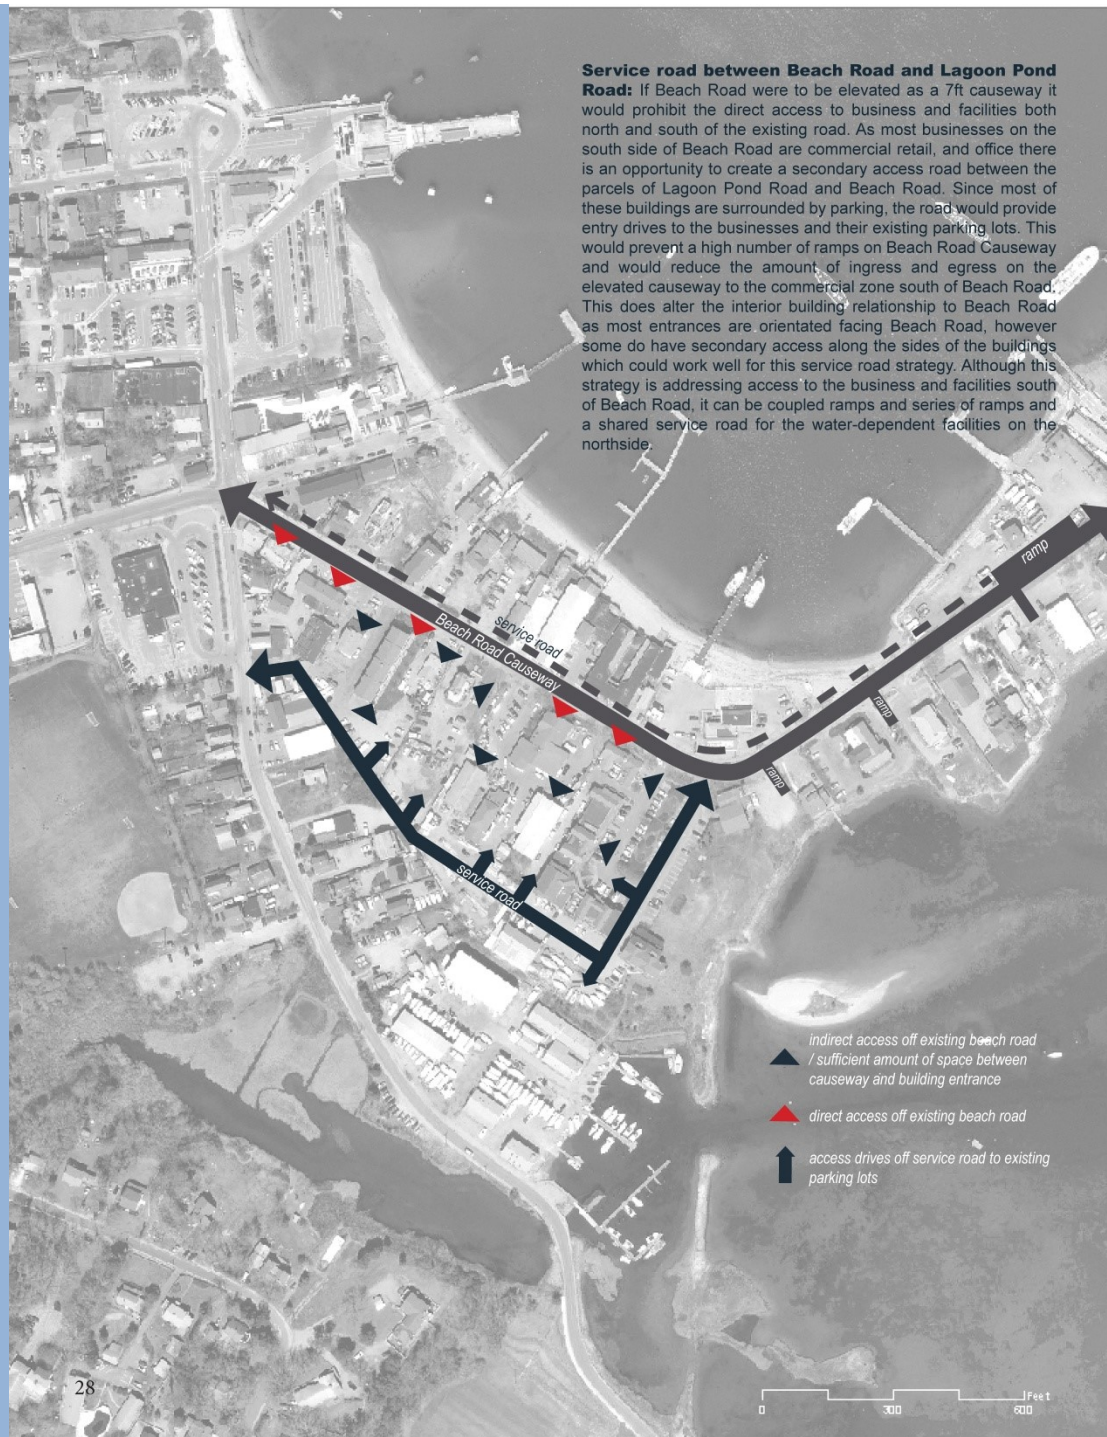 Service road between Beach Road and Lagoon Pond
Road: If Beach Road were to be elevated as a 7ft causeway it
would prohibit the direct access to business and facilities both
north and south of the existing road. As most businesses on the
south side of Beach Road are commercial retail, and office there
is an opportunity to create a secondary access road between the
parcels of Lagoon Pond Road and Beach Road. Since most of
these buildings are surrounded by parking, the road would provide
entry drives to the businesses and their existing parking lots. This
would prevent a high number of ramps on Beach Road Causeway
and would reduce the amount of ingress and egress on the
elevated causeway to the commercial zone south of Beach Road.
This does alter the interior building relationship to Beach Road
as most entrances are orientated facing Beach Road, however
some do have secondary access along the sides of the buildings
which could work well for this service road strategy. Although this
strategy is addressing access to the business and facilities south
of Beach Road, it can be coupled ramps and series of ramps and
a shared service road for the water-dependent facilities on the
northside.
ramp
service road
Beach Road Causeway
ramp
ramp
service road
indirect access off existing beach road
/ sufficient amount of space between
causeway and building entrance
direct access off existing beach road
access drives off service road to existing
parking lots
28
Feet
0 300 600